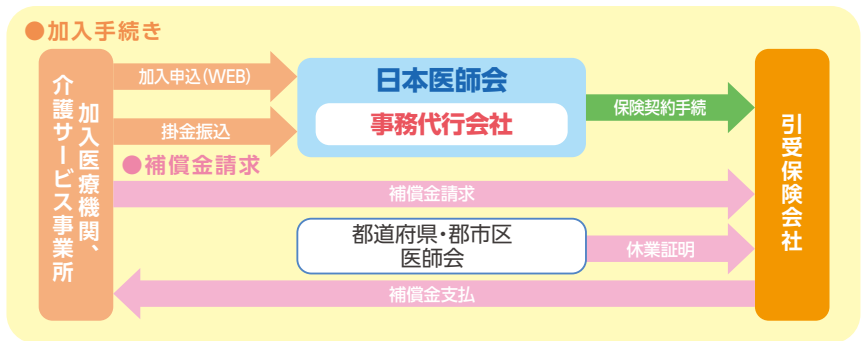 ●加入手続き
加入医療機関、
介護サービス事業所
加入申込(WEB)
掛金振込
日本医師会
事務代行会社
保険契約手続
引受保険会社
●補償金請求
補償金請求
都道府県・郡市区
医師会
休業証明
補償金支払